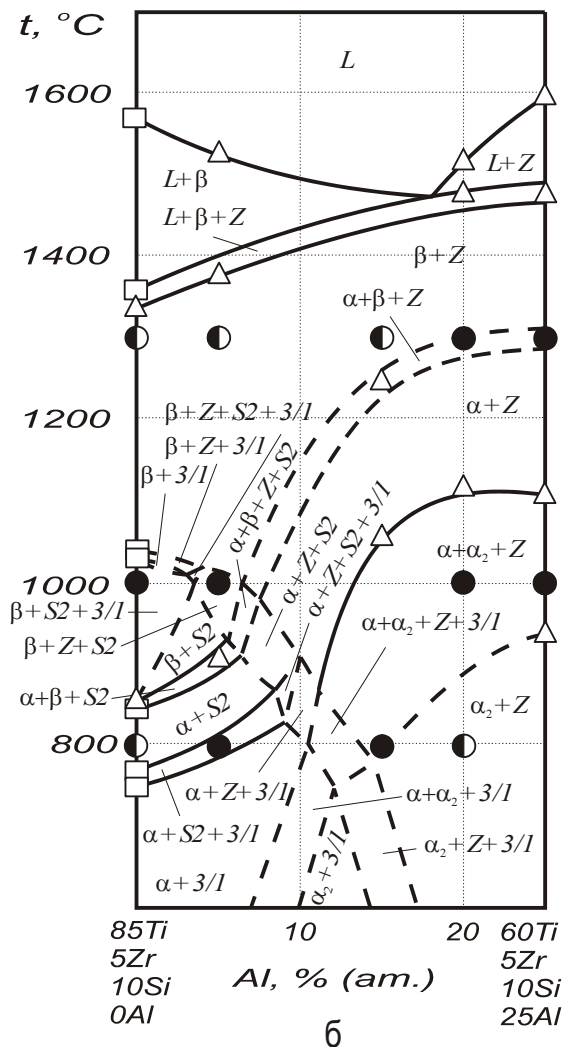 t, °C
L
1600
L+Z
L+β
L+β+Z
1400
β+Z
α+β+Z
1200
α+Z
β+Z+S2+3/1
β+Z+3/1
β+3/1
α+β+Z+S2
α+Z+S2
α+Z+S2+3/1
α+α₂+Z
1000
β+S2+3/1
β+Z+S2
β+S2
α+α₂+Z+3/1
α+β+S2
α+S2
α₂+Z
800
α+Z+3/1
α+α₂+3/1
α+S2+3/1
α₂+Z+3/1
α+3/1
α₂+3/1
85Ti
5Zr
10Si
0Al
10
20
Al, % (ат.)
60Ti
5Zr
10Si
25Al
б